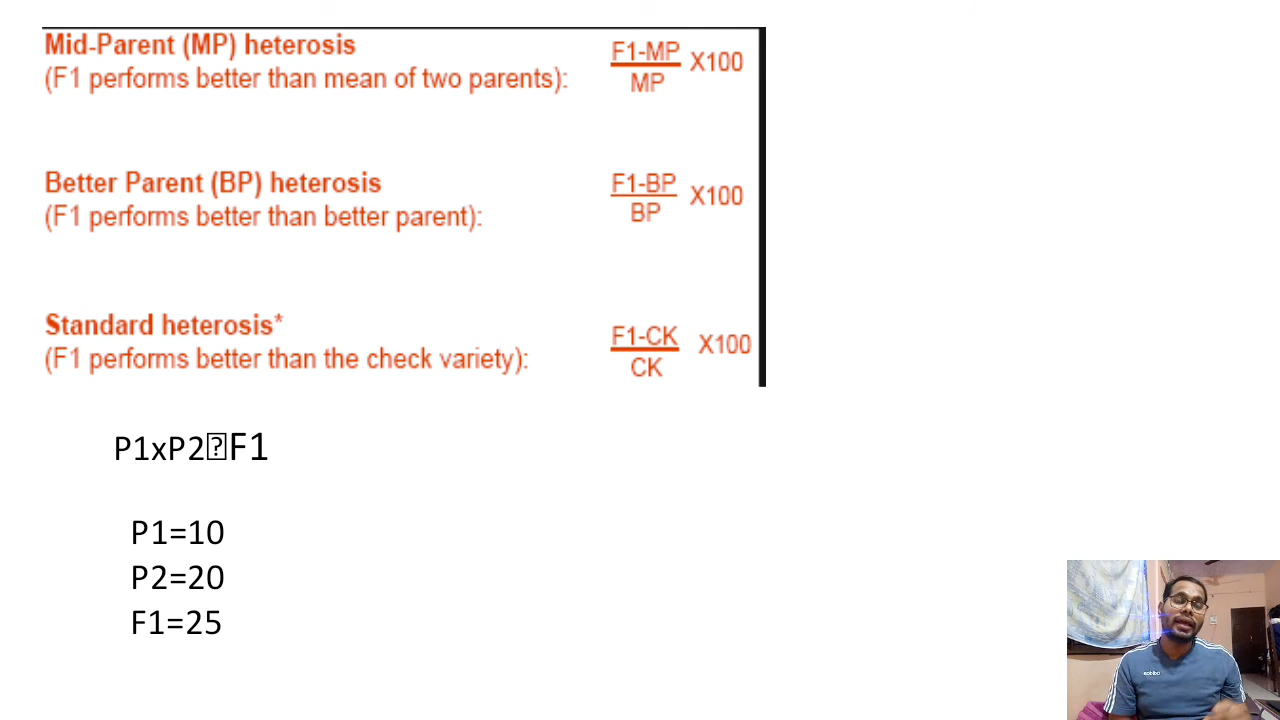 Mid-Parent (MP) heterosis
(F1 performs better than mean of two parents):
F1-MP
MP
X100
Better Parent (BP) heterosis
(F1 performs better than better parent):
F1-BP
BP
X100
Standard heterosis*
(F1 performs better than the check variety):
F1-CK
CK
X100
P1xP2⍰F1
P1=10
P2=20
F1=25